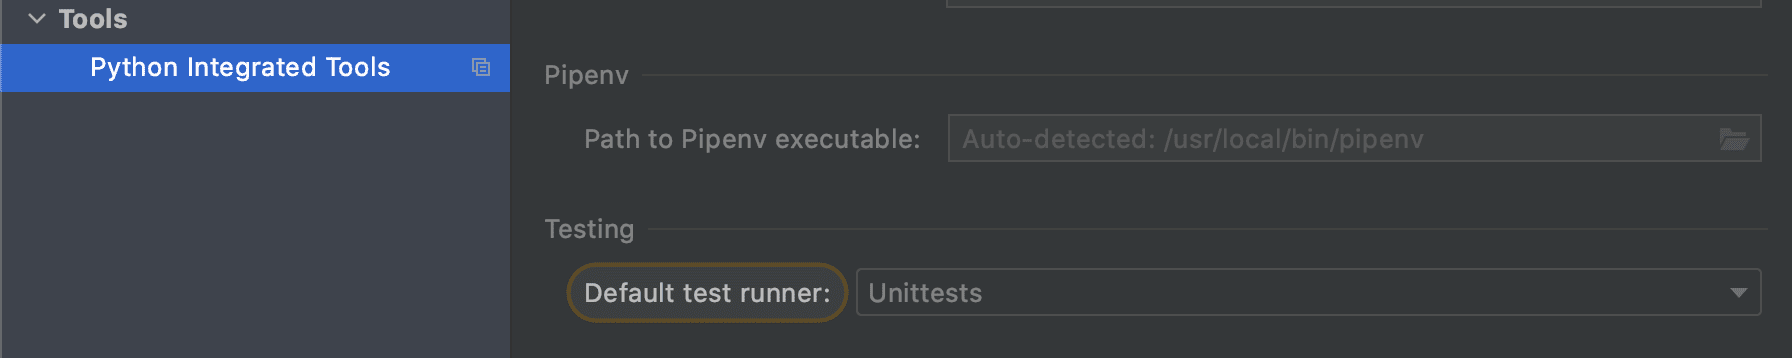 Tools
Python Integrated Tools
Pipenv
Path to Pipenv executable: Auto-detected: /usr/local/bin/pipenv
Testing
Default test runner: Unittests